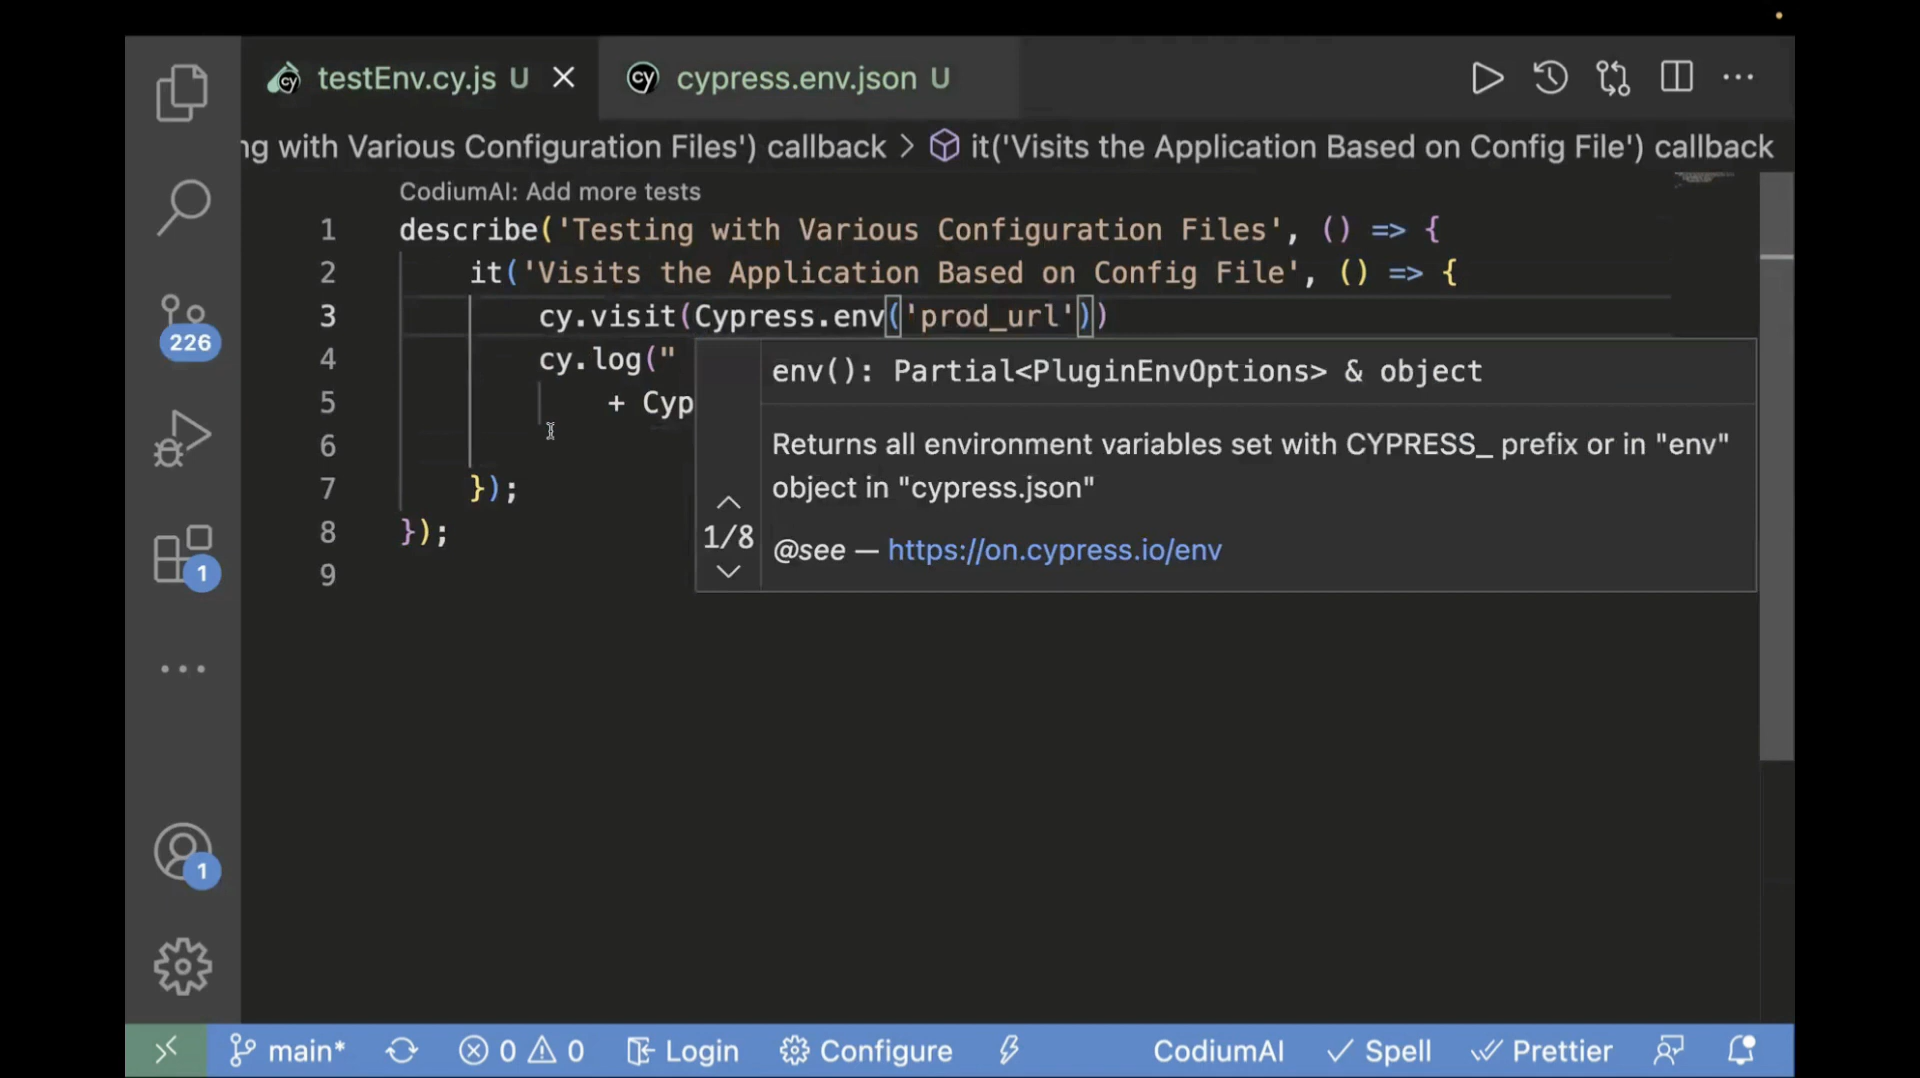 testEnv.cy.js U
cypress.env.json U
ng with Various Configuration Files') callback > it('Visits the Application Based on Config File') callback
CodiumAI: Add more tests
1 describe('Testing with Various Configuration Files', () => {
2 it('Visits the Application Based on Config File', () => {
3 cy.visit(Cypress.env('prod_url'))
4 cy.log("
5 + Cyp
6
7 });
8 });
9
env(): Partial<PluginEnvOptions> & object
Returns all environment variables set with CYPRESS_ prefix or in "env"
object in "cypress.json"
1/8
@see — https://on.cypress.io/env
226
1
1
main* 0 0 Login Configure CodiumAI Spell Prettier